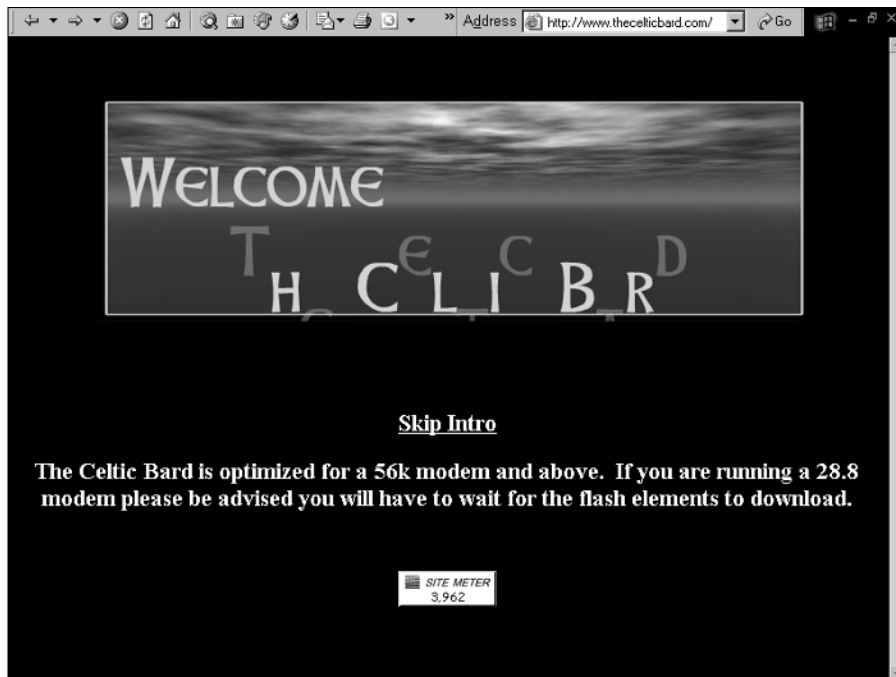 Address http://www.thecelticbard.com/ Go
WELCOME
T E C D
H C L I B R
Skip Intro
The Celtic Bard is optimized for a 56k modem and above. If you are running a 28.8
modem please be advised you will have to wait for the flash elements to download.
SITE METER
3,962